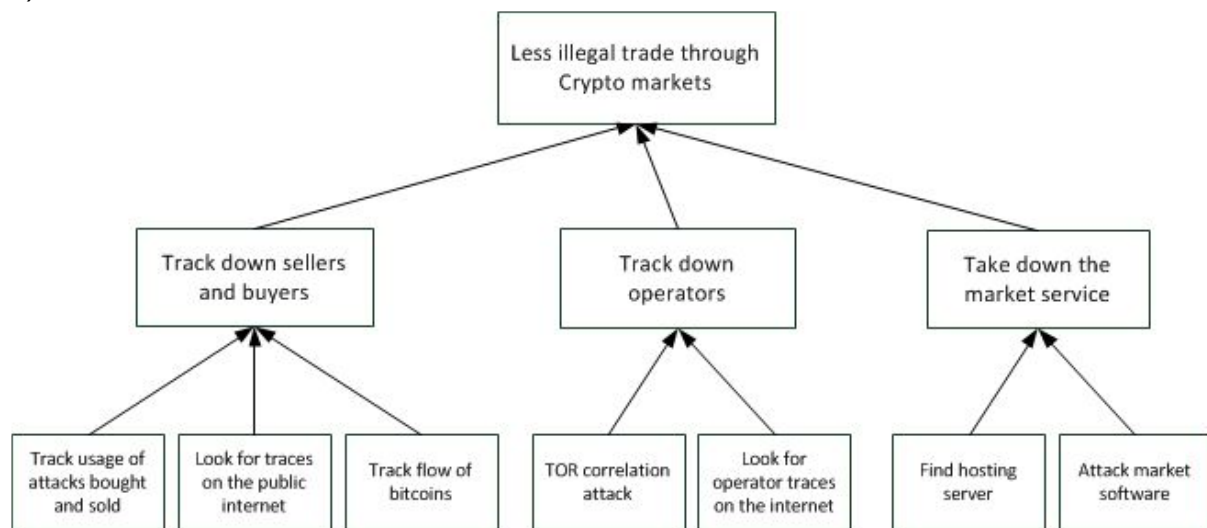 Less illegal trade through
Crypto markets
Track down sellers
and buyers
Track down
operators
Take down the
market service
Track usage of
attacks bought
and sold
Look for traces
on the public
internet
Track flow of
bitcoins
TOR correlation
attack
Look for
operator traces
on the internet
Find hosting
server
Attack market
software